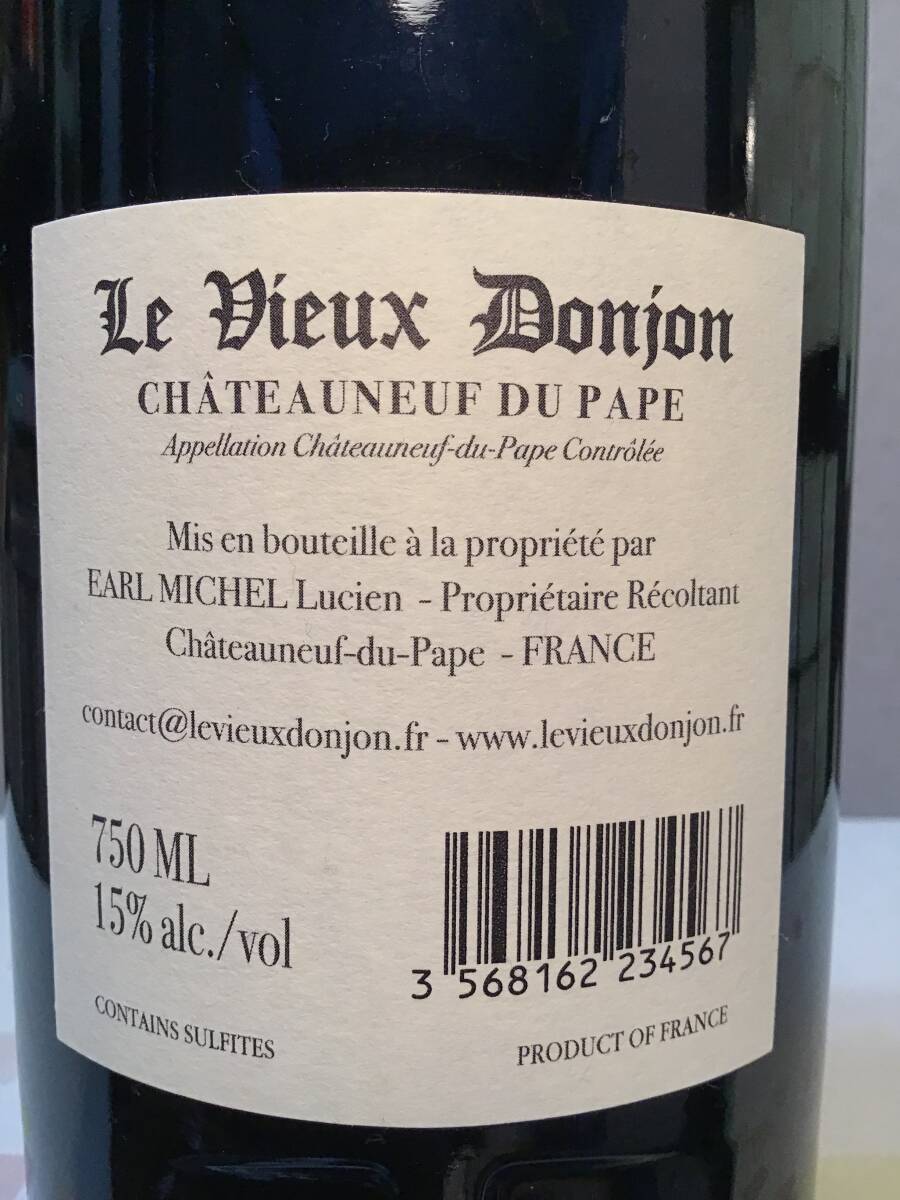 Le Vieux Donjon
CHÂTEAUNEUF DU PAPE
Appellation Châteauneuf-du-Pape Contrôlée
Mis en bouteille à la propriété par
EARL MICHEL Lucien - Propriétaire Récoltant
Châteauneuf-du-Pape - FRANCE
contact@levieuxdonjon.fr - www.levieuxdonjon.fr
750 ML
15% alc./vol
3 568162 234567
CONTAINS SULFITES
PRODUCT OF FRANCE